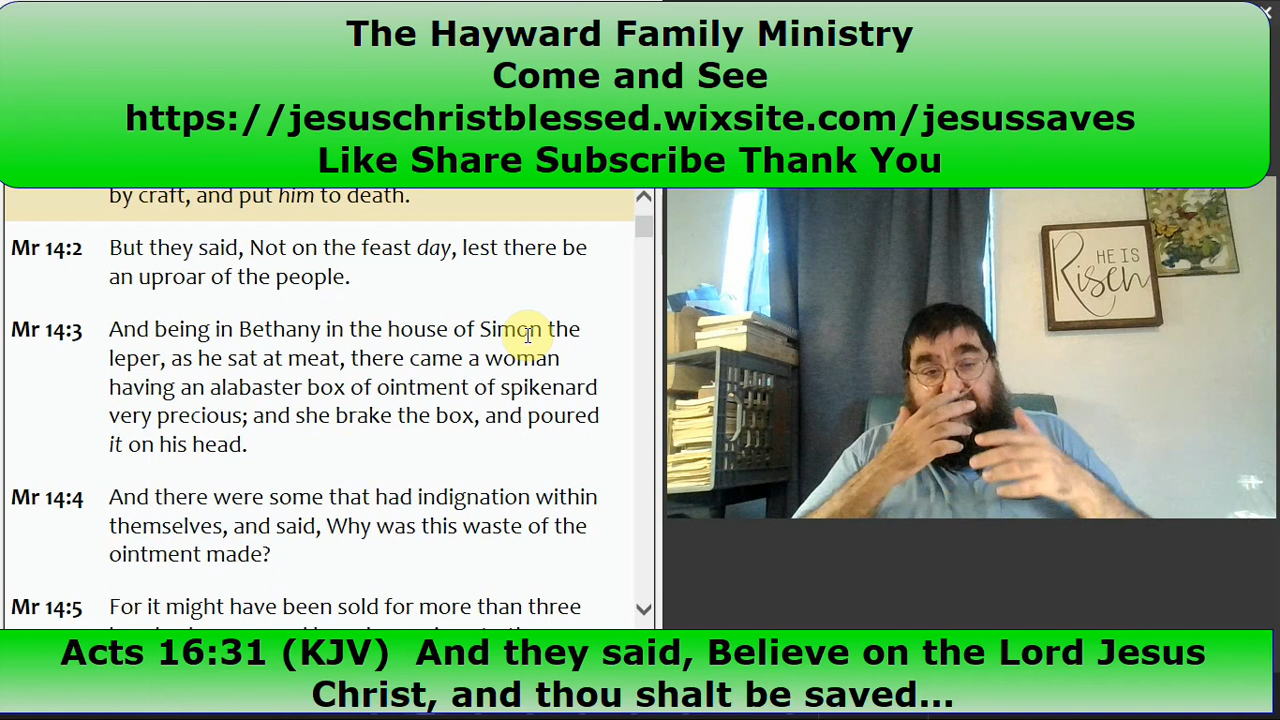 The Hayward Family Ministry
Come and See
https://jesuschristblessed.wixsite.com/jesussaves
Like Share Subscribe Thank You
by craft, and put him to death.
Mr 14:2 But they said, Not on the feast day, lest there be
an uproar of the people.
Mr 14:3 And being in Bethany in the house of Simon the
leper, as he sat at meat, there came a woman
having an alabaster box of ointment of spikenard
very precious; and she brake the box, and poured
it on his head.
Mr 14:4 And there were some that had indignation within
themselves, and said, Why was this waste of the
ointment made?
Mr 14:5 For it might have been sold for more than three
HE IS
Risen
Acts 16:31 (KJV) And they said, Believe on the Lord Jesus
Christ, and thou shalt be saved...